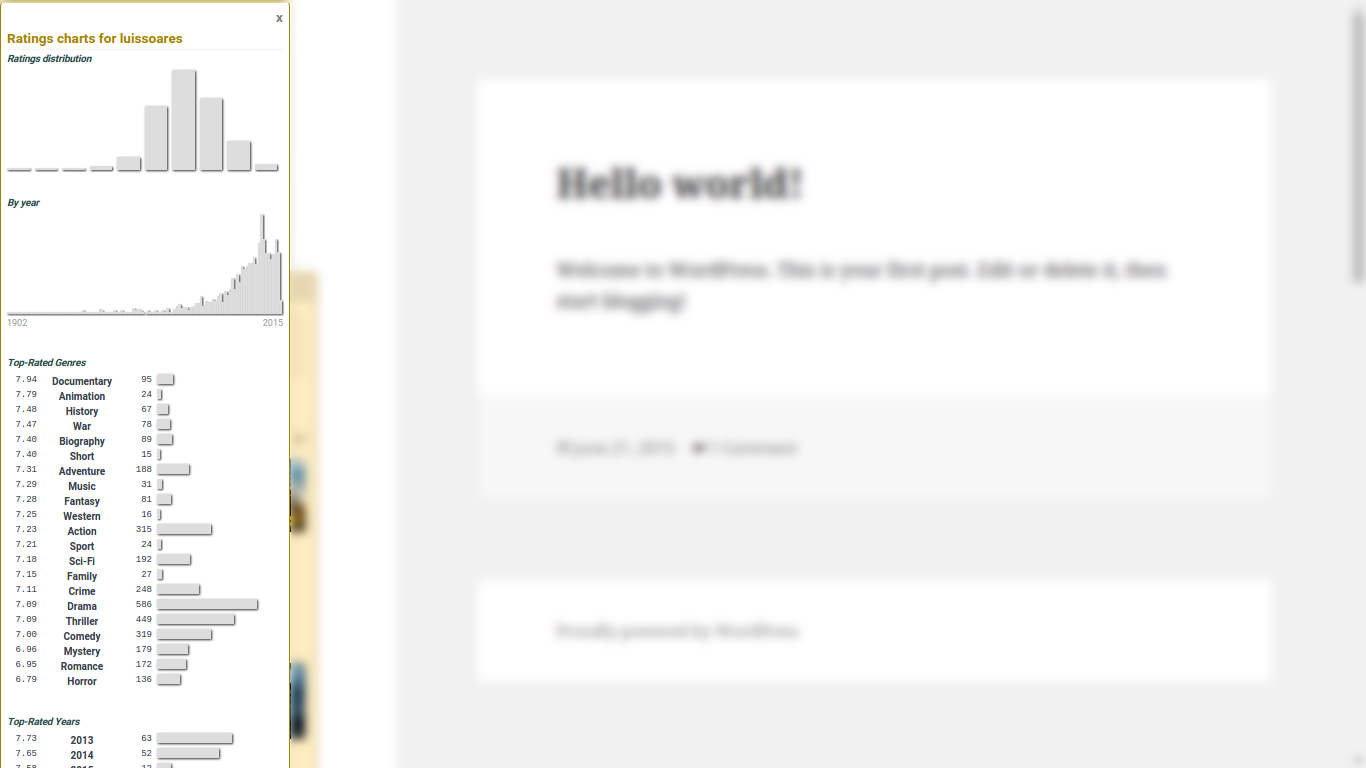 x
Ratings charts for luissoares
Ratings distribution
By year
1902 2015
Top-Rated Genres
7.94 Documentary 95
7.79 Animation 24
7.48 History 67
7.47 War 78
7.40 Biography 89
7.40 Short 15
7.31 Adventure 188
7.29 Music 31
7.28 Fantasy 81
7.25 Western 16
7.23 Action 315
7.21 Sport 24
7.18 Sci-Fi 192
7.15 Family 27
7.11 Crime 248
7.09 Drama 586
7.09 Thriller 449
7.00 Comedy 319
6.96 Mystery 179
6.95 Romance 172
6.79 Horror 136
Top-Rated Years
7.73 2013 63
7.65 2014 52
7.58 2015 12
Hello world!
Welcome to WordPress. This is your first post. Edit or delete it, then
start blogging!
June 21, 2015 1 Comment
Proudly powered by WordPress